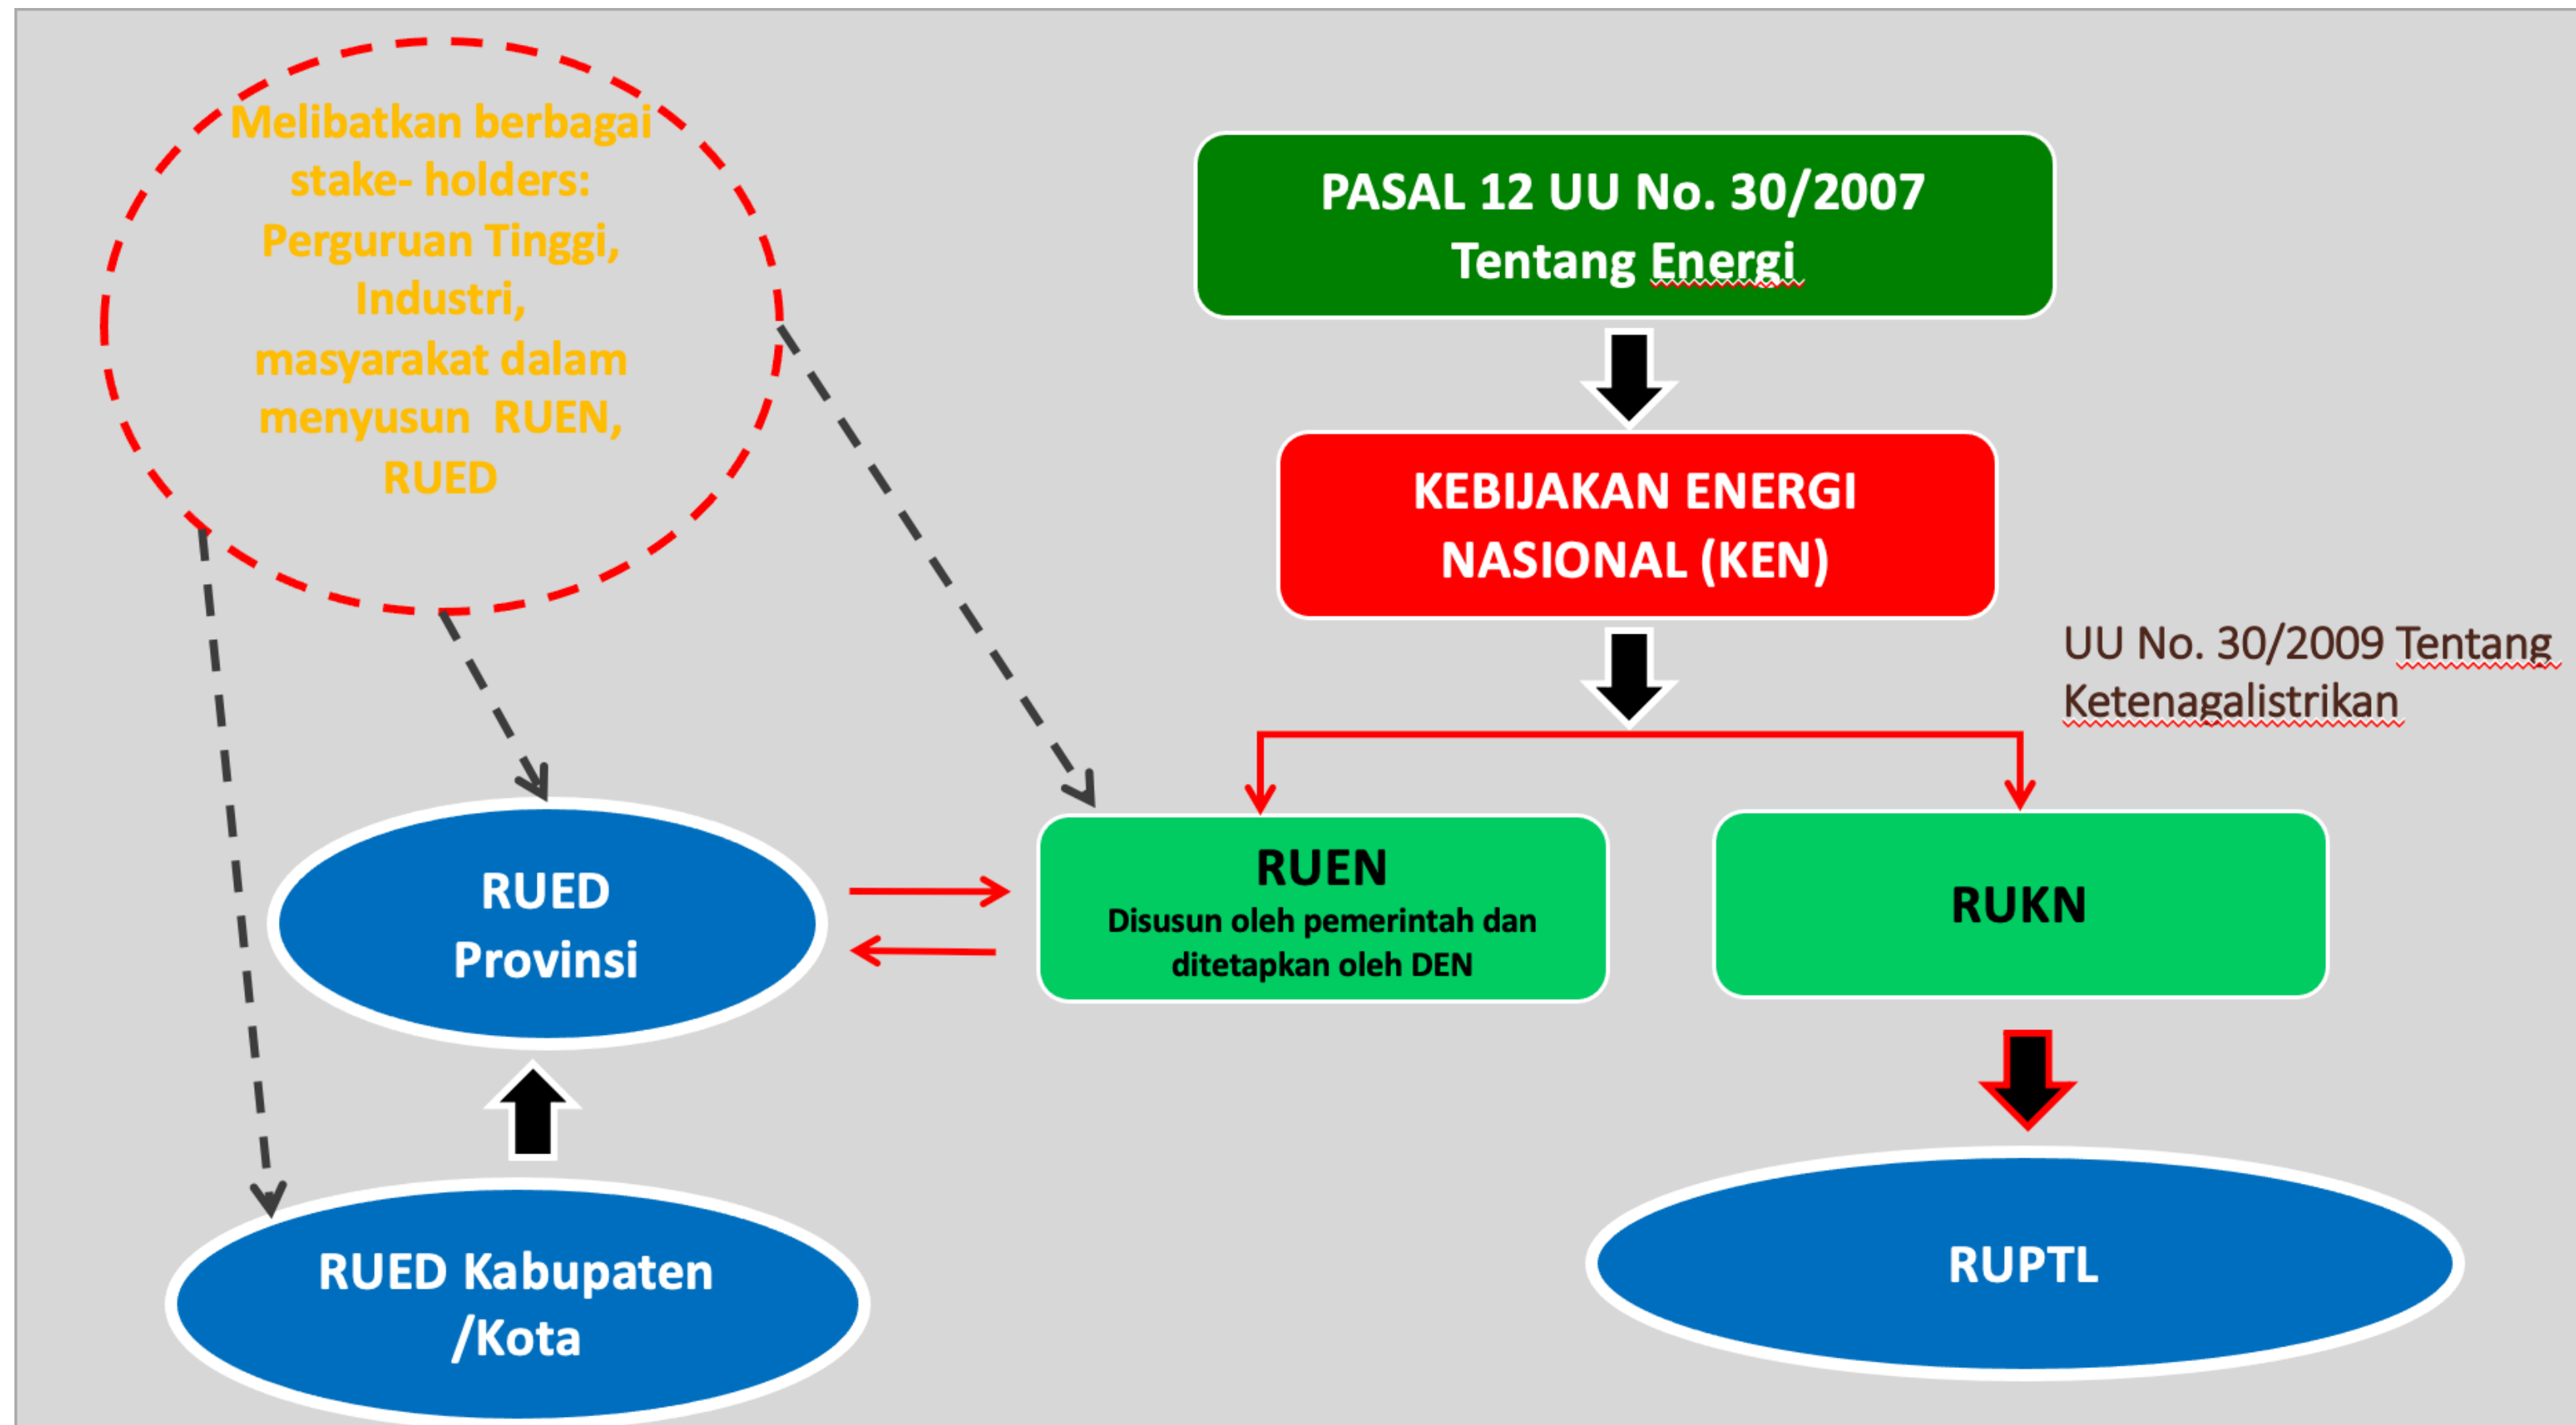 Melibatkan berbagai
stake- holders:
Perguruan Tinggi,
Industri,
masyarakat dalam
menyusun  RUEN,
RUED
PASAL 12 UU No. 30/2007
Tentang Energi
KEBIJAKAN ENERGI
NASIONAL (KEN)
UU No. 30/2009 Tentang
Ketenagalistrikan
RUED
Provinsi
RUEN
Disusun oleh pemerintah dan
ditetapkan oleh DEN
RUKN
RUED Kabupaten
/Kota
RUPTL